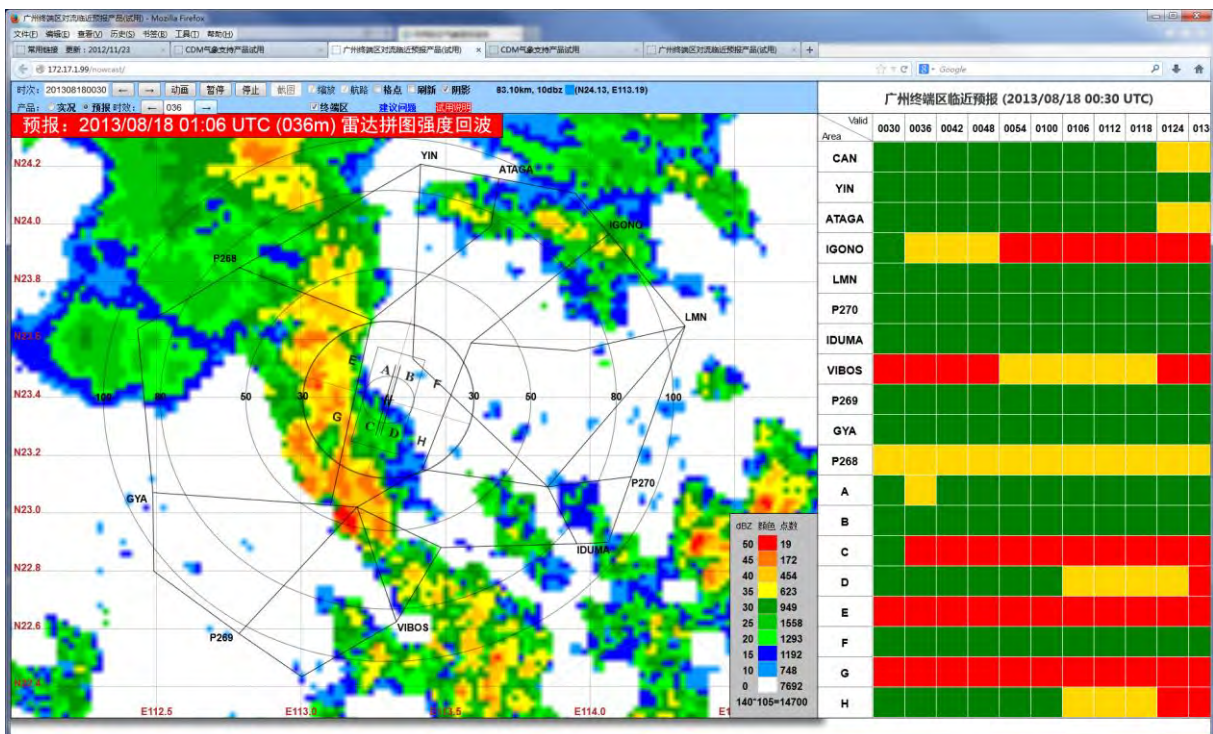 广州终端区对流临近预报产品(试用) - Mozilla Firefox
文件(F) 编辑(E) 查看(V) 历史(S) 书签(B) 工具(T) 帮助(H)
常用链接 更新：2012/11/23 CDM气象支持产品试用 广州终端区对流临近预报产品(试用) × CDM气象支持产品试用 广州终端区对流临近预报产品(试用) +
172.17.1.99/nowcast/ Google
时次: 201308180030 ← → 动画 暂停 停止 截图 缩放 航路 格点 刷新 阴影 83.10km, 10dbz (N24.13, E113.19)
产品: 实况 预报 时效: ← 036 → 终端区 建议问题 试用说明
预报：2013/08/18 01:06 UTC (036m) 雷达拼图强度回波
YIN
N24.2
ATAGA
N24.0
IGONO
P268
N23.8
LMN
N23.6
E
A B
F
N23.4 100 80 60 30 30 50 80 100
G
C D
H
N23.2
P270
GYA
N23.0
IDUMA
N22.8
VIBOS
N22.6
P269
N22.4
E112.5 E113.0 E113.5 E114.0
dBZ 颜色 点数
50 19
45 172
40 454
35 623
30 949
25 1558
20 1293
15 1192
10 748
0 7692
140*105=14700
广州终端区临近预报 (2013/08/18 00:30 UTC)
Valid
Area
0030 0036 0042 0048 0054 0100 0106 0112 0118 0124 013
CAN
YIN
ATAGA
IGONO
LMN
P270
IDUMA
VIBOS
P269
GYA
P268
A
B
C
D
E
F
G
H